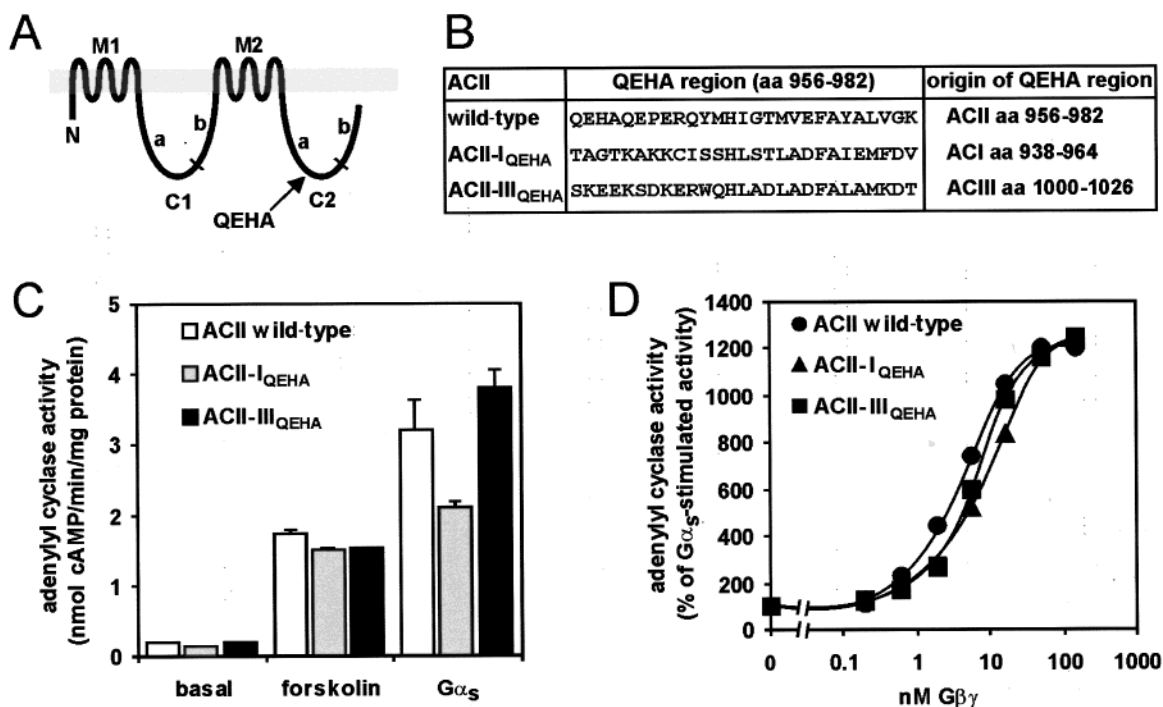 A
M1
M2
N
a
b
C1
a
b
C2
QEHA
B
ACII QEHA region (aa 956-982) origin of QEHA region
wild-type QEHAQEPERQYMHIGTMVEFAYALVGK ACII aa 956-982
ACII-IQEHA TAGTKAKKCISSHLSTLADFAIEMFDV ACI aa 938-964
ACII-IIIQEHA SKEEKSDKERWQHLADLADFALAMKDT ACIII aa 1000-1026
C
adenylyl cyclase activity
(nmol cAMP/min/mg protein)
5
4
3
2
1
0
ACII wild-type
ACII-IQEHA
ACII-IIIQEHA
basal forskolin Gαs
D
adenylyl cyclase activity
(% of Gαs-stimulated activity)
1400
1200
1000
800
600
400
200
0
ACII wild-type
ACII-IQEHA
ACII-IIIQEHA
0 0.1 1 10 100 1000
nM Gβγ